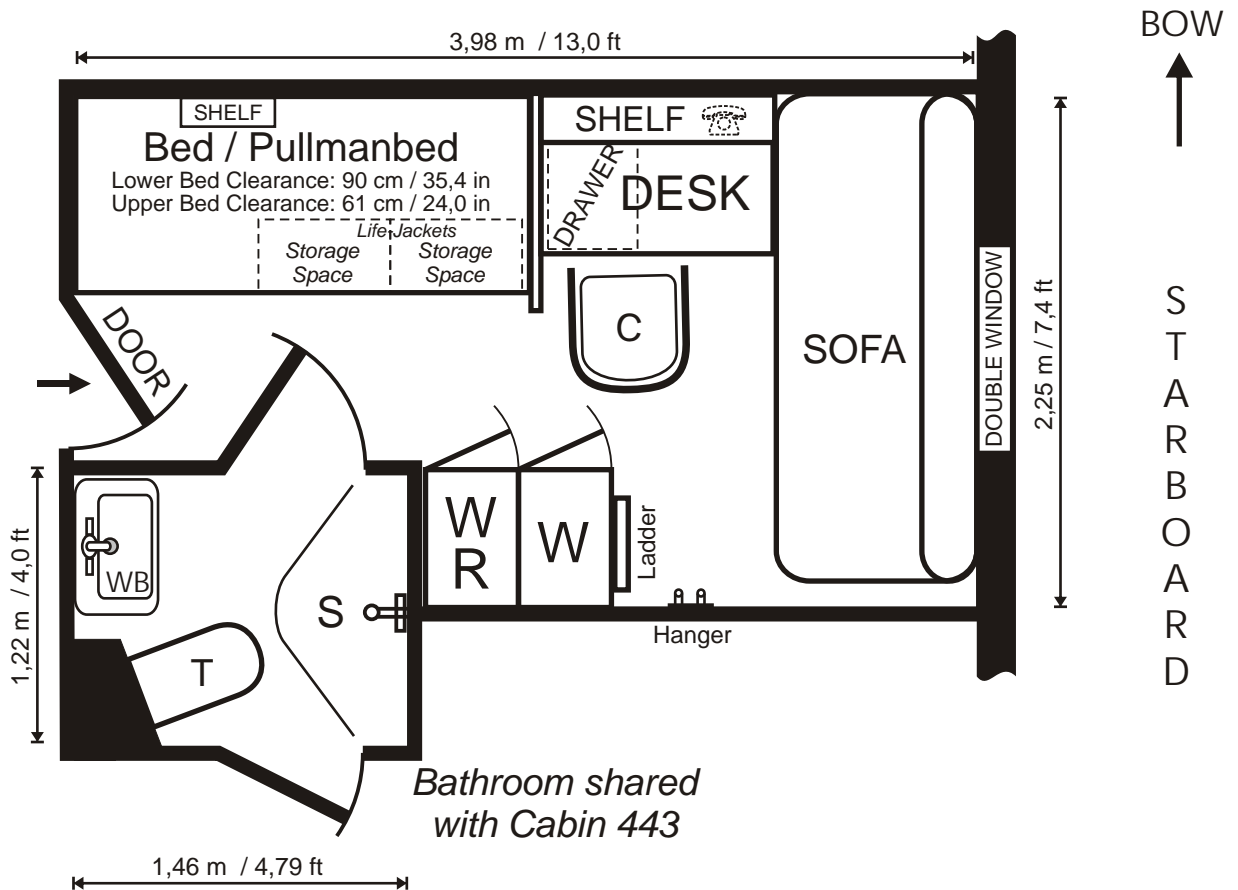 BOW
3,98 m / 13,0 ft
SHELF
Bed / Pullmanbed
Lower Bed Clearance: 90 cm / 35,4 in
Upper Bed Clearance: 61 cm / 24,0 in
Life-Jackets
Storage Space
Storage Space
SHELF
DRAWER
DESK
DOOR
C
SOFA
DOUBLE WINDOW
2,25 m / 7,4 ft
STARBOARD
1,22 m / 4,0 ft
WB
T
S
W
R
W
Ladder
Hanger
Bathroom shared
with Cabin 443
1,46 m / 4,79 ft